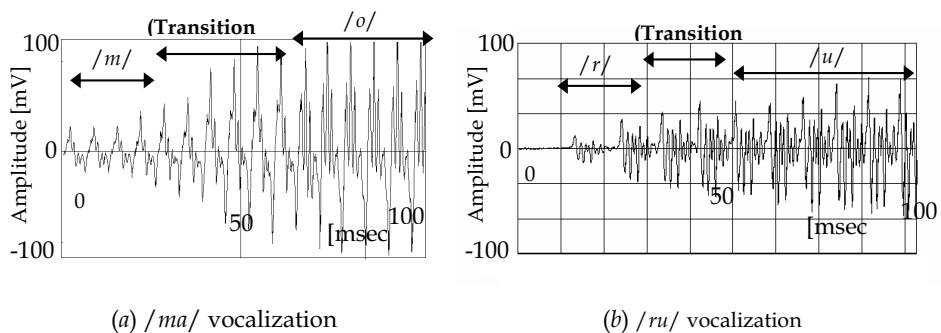 (Transition
/m/
/o/
100
0
-100
Amplitude [mV]
0
50
100
[msec
(a) /ma/ vocalization
(Transition
/r/
/u/
100
0
-100
Amplitude [mV]
0
50
100
[msec
(b) /ru/ vocalization